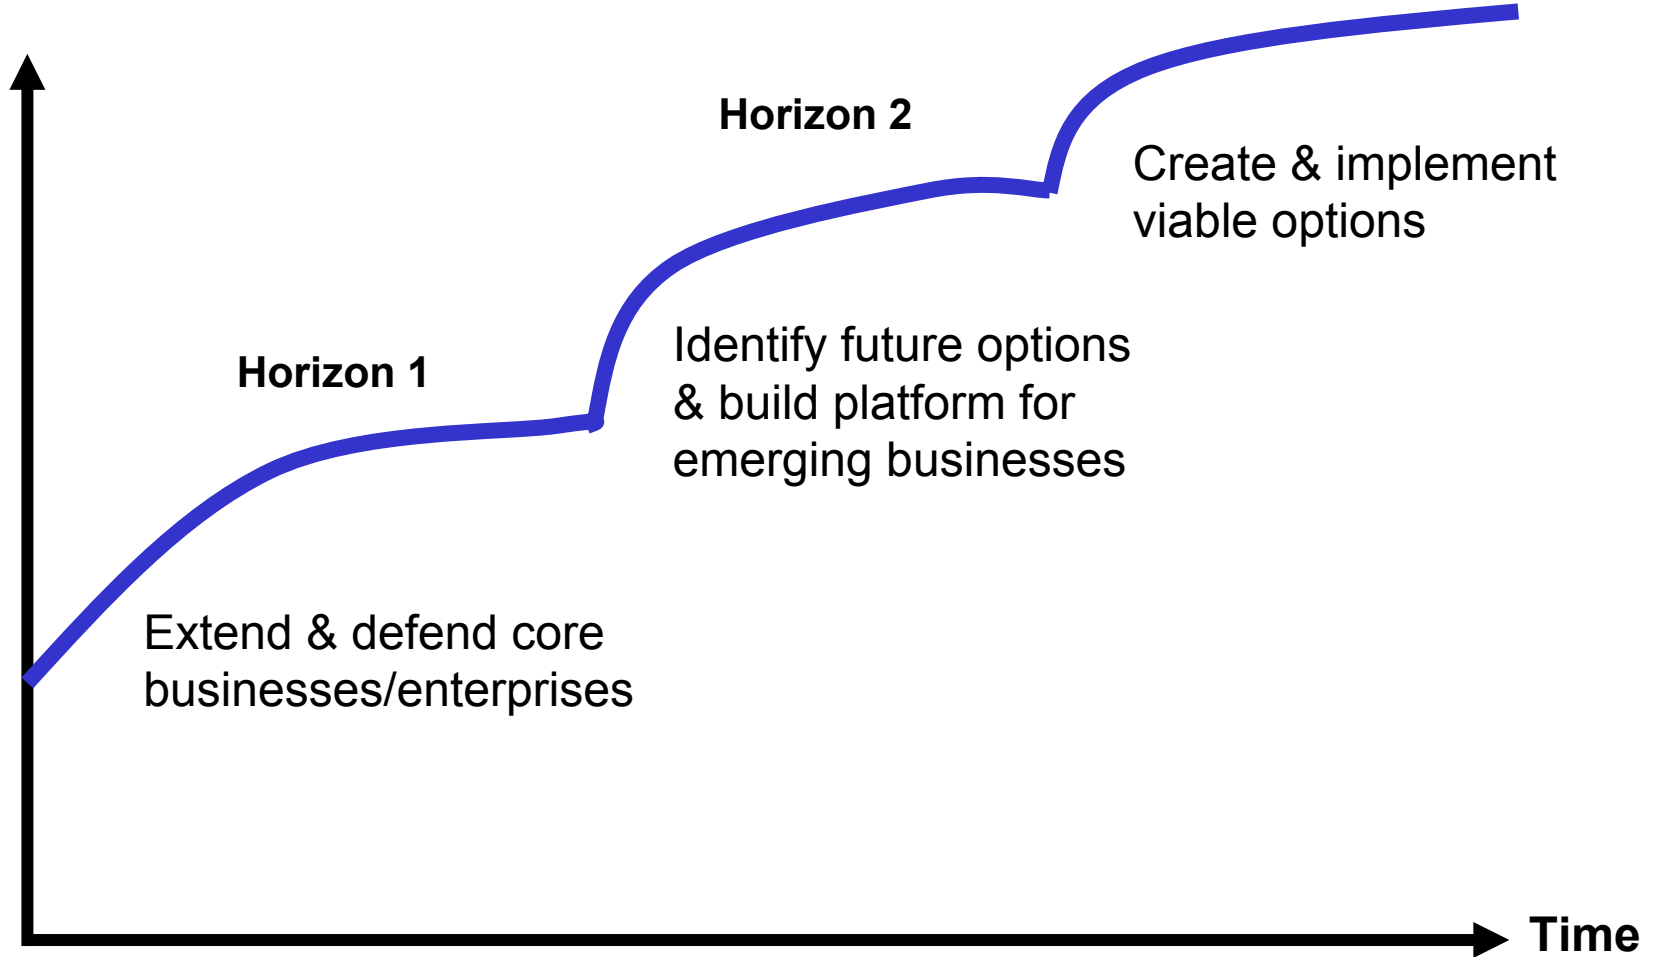 Horizon 2
Create & implement
viable options
Horizon 1
Identify future options
& build platform for
emerging businesses
Extend & defend core
businesses/enterprises
Time